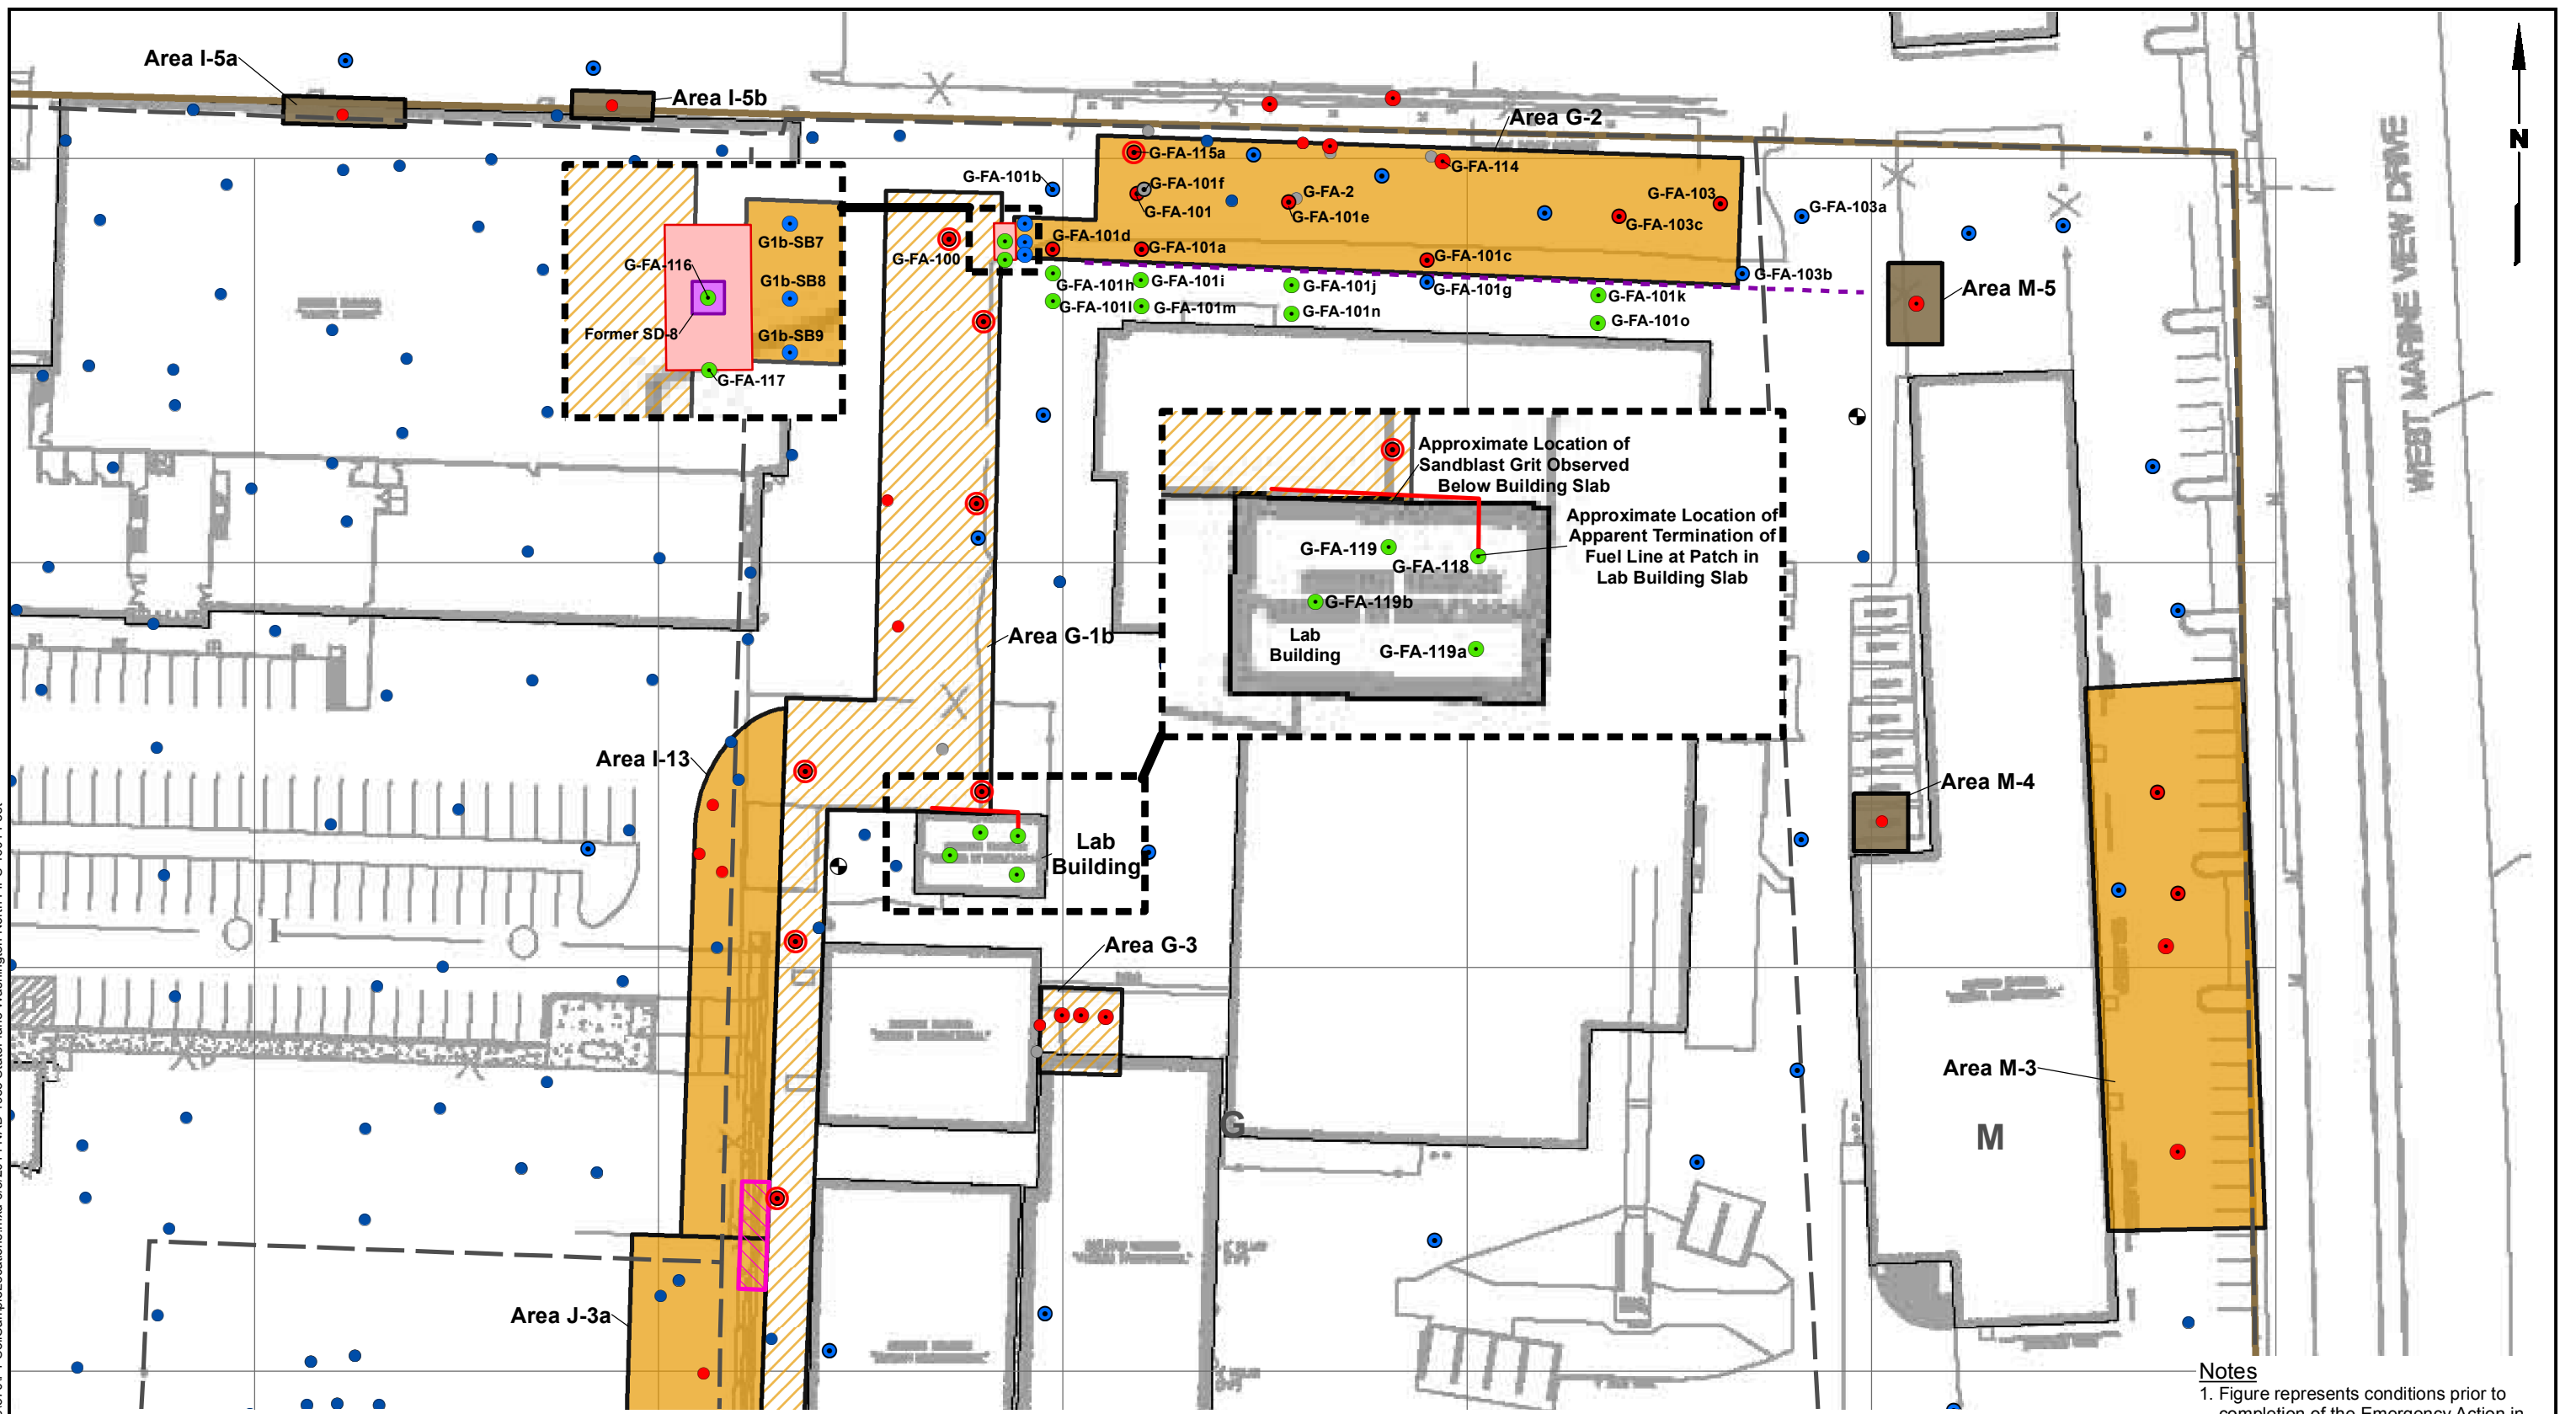 Area I-5a
Area I-5b
Area G-2
N
WEST MARINE VIEW DRIVE
G-FA-115a
G-FA-114
G-FA-101b
G-FA-101f
G-FA-101
G-FA-2
G-FA-101e
G-FA-103
G-FA-103c
G-FA-103a
G-FA-101d
G-FA-101a
G-FA-101c
G-FA-103b
G-FA-100
G-FA-101h
G-FA-101i
G-FA-101j
G-FA-101g
G-FA-101k
G-FA-101l
G-FA-101m
G-FA-101n
G-FA-101o
G1b-SB7
G-FA-116
G1b-SB8
Former SD-8
G1b-SB9
G-FA-117
Area M-5
Approximate Location of
Sandblast Grit Observed
Below Building Slab
Approximate Location of
Apparent Termination of
Fuel Line at Patch in
Lab Building Slab
G-FA-119
G-FA-118
G-FA-119b
Lab
Building
G-FA-119a
Area G-1b
Area I-13
Area M-4
Lab
Building
I
Area G-3
Area M-3
G
M
Area J-3a
Notes
1. Figure represents conditions prior to
completion of the Emergency Action in